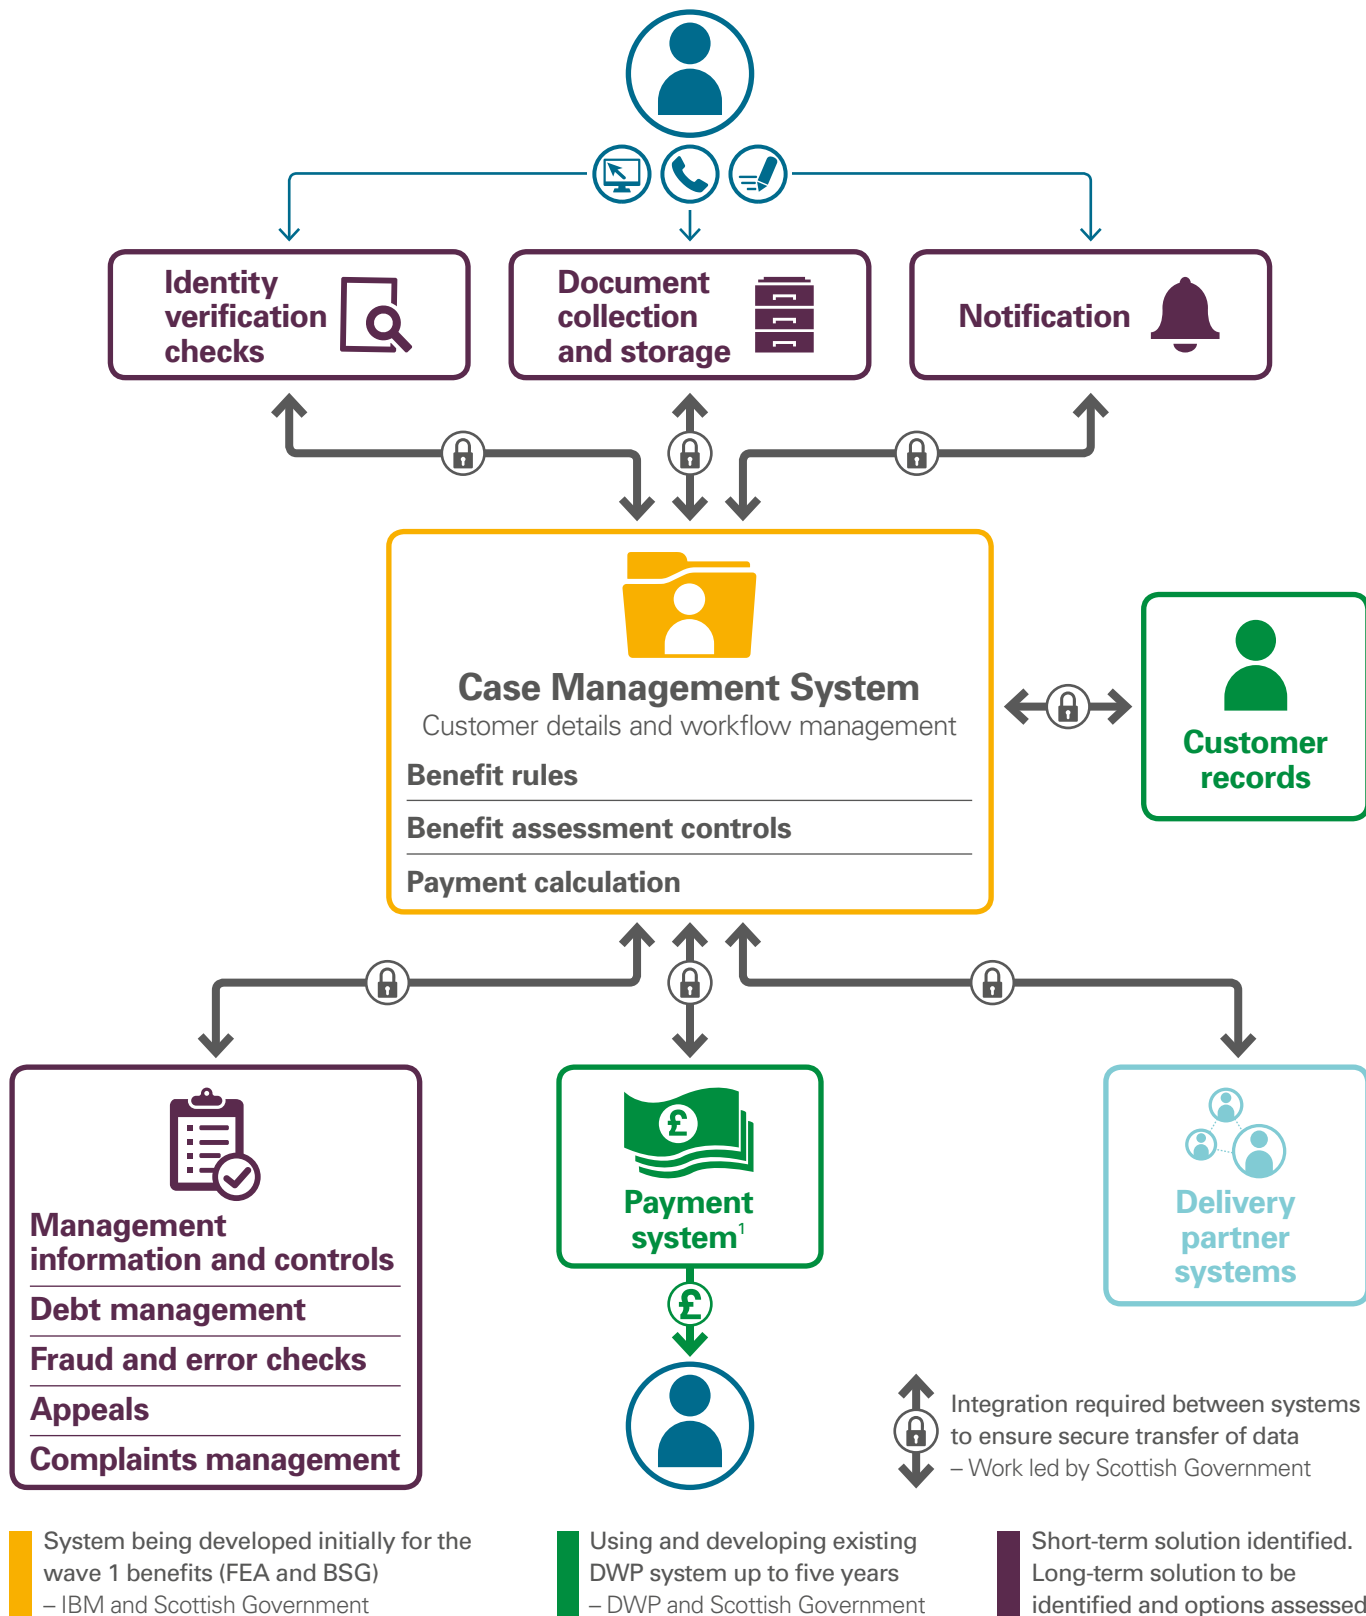 Identity
verification
checks
Document
collection
and storage
Notification
Case Management System
Customer details and workflow management
Benefit rules
Benefit assessment controls
Payment calculation
Customer
records
Management
information and controls
Debt management
Fraud and error checks
Appeals
Complaints management
£
Payment
system¹
£
Delivery
partner
systems
Integration required between systems
to ensure secure transfer of data
– Work led by Scottish Government
System being developed initially for the
wave 1 benefits (FEA and BSG)
– IBM and Scottish Government
Using and developing existing
DWP system up to five years
– DWP and Scottish Government
Short-term solution identified.
Long-term solution to be
identified and options assessed